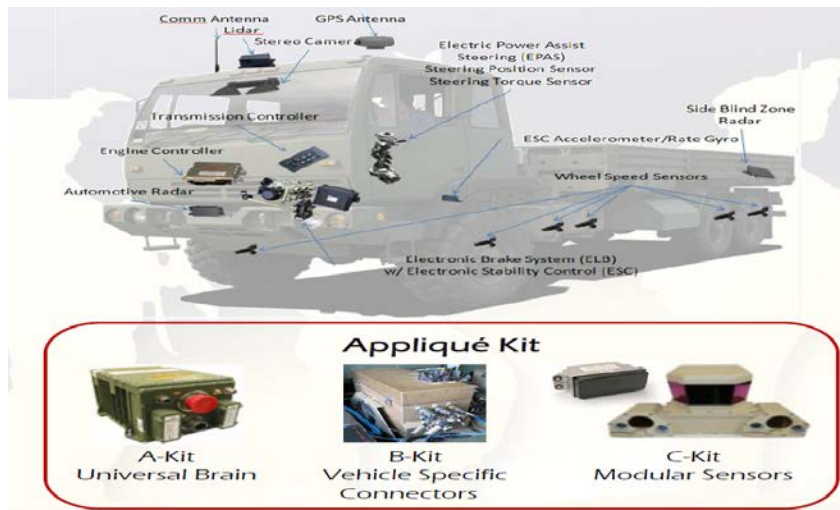 Comm Antenna
Lidar
GPS Antenna
Stereo Camera
Electric Power Assist
Steering (EPAS)
Steering Position Sensor
Steering Torque Sensor
Transmission Controller
Side Blind Zone
Radar
ESC Accelerometer/Rate Gyro
Engine Controller
Wheel Speed Sensors
Automotive Radar
Electronic Brake System (ELB)
w/ Electronic Stability Control (ESC)
Appliqué Kit
A-Kit
Universal Brain
B-Kit
Vehicle Specific
Connectors
C-Kit
Modular Sensors